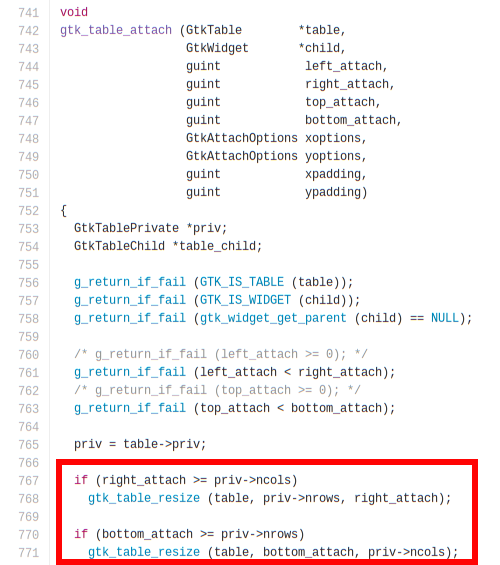 741 void
742 gtk_table_attach (GtkTable *table,
743 GtkWidget *child,
744 guint left_attach,
745 guint right_attach,
746 guint top_attach,
747 guint bottom_attach,
748 GtkAttachOptions xoptions,
749 GtkAttachOptions yoptions,
750 guint xpadding,
751 guint ypadding)
752 {
753 GtkTablePrivate *priv;
754 GtkTableChild *table_child;
755
756 g_return_if_fail (GTK_IS_TABLE (table));
757 g_return_if_fail (GTK_IS_WIDGET (child));
758 g_return_if_fail (gtk_widget_get_parent (child) == NULL);
759
760 /* g_return_if_fail (left_attach >= 0); */
761 g_return_if_fail (left_attach < right_attach);
762 /* g_return_if_fail (top_attach >= 0); */
763 g_return_if_fail (top_attach < bottom_attach);
764
765 priv = table->priv;
766
767 if (right_attach >= priv->ncols)
768 gtk_table_resize (table, priv->nrows, right_attach);
769
770 if (bottom_attach >= priv->nrows)
771 gtk_table_resize (table, bottom_attach, priv->ncols);